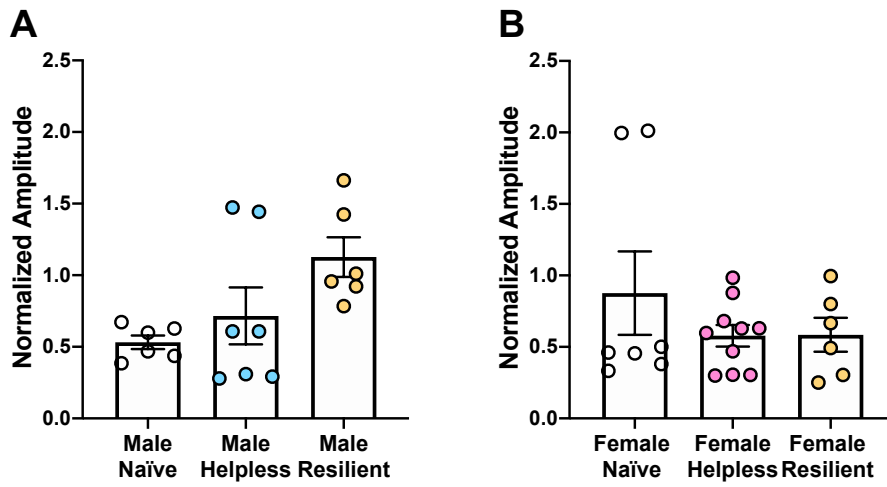 A
Normalized Amplitude
2.5
2.0
1.5
1.0
0.5
0.0
Male
Naïve
Male
Helpless
Male
Resilient
B
Normalized Amplitude
2.5
2.0
1.5
1.0
0.5
0.0
Female
Naïve
Female
Helpless
Female
Resilient